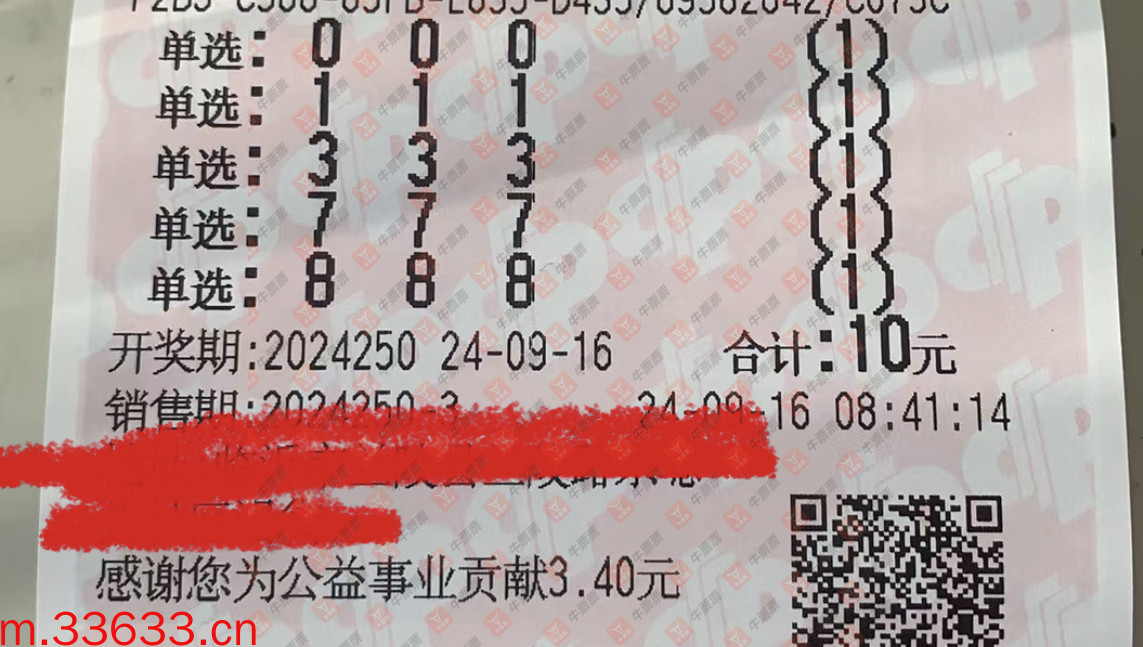 单选: 0 0 0 (1)
单选: 1 1 1 (1)
单选: 3 3 3 (1)
单选: 7 7 7 (1)
单选: 8 8 8 (1)
开奖期:2024250 24-09-16 合计:10元
销售期:2024250-3 24-09-16 08:41:14
感谢您为公益事业贡献3.40元
m.33633.cn
牛票票